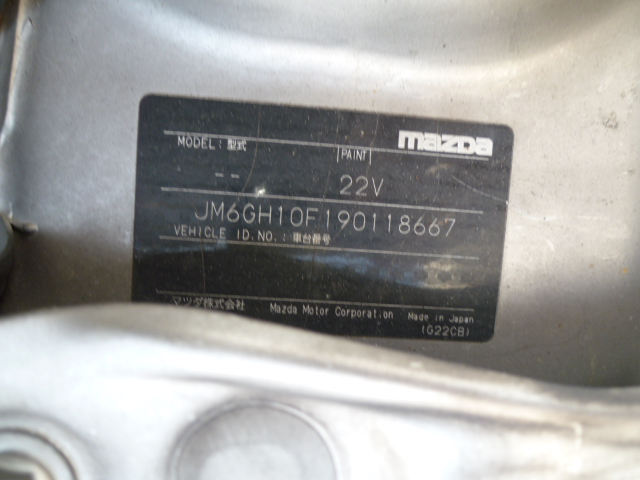 mazda
MODEL: 型式 PAINT
-- 22V
JM6GH10F190118667
VEHICLE ID.NO.: 車台番号
マツダ株式会社 Mazda Motor Corporation Made in Japan
(G22CB)